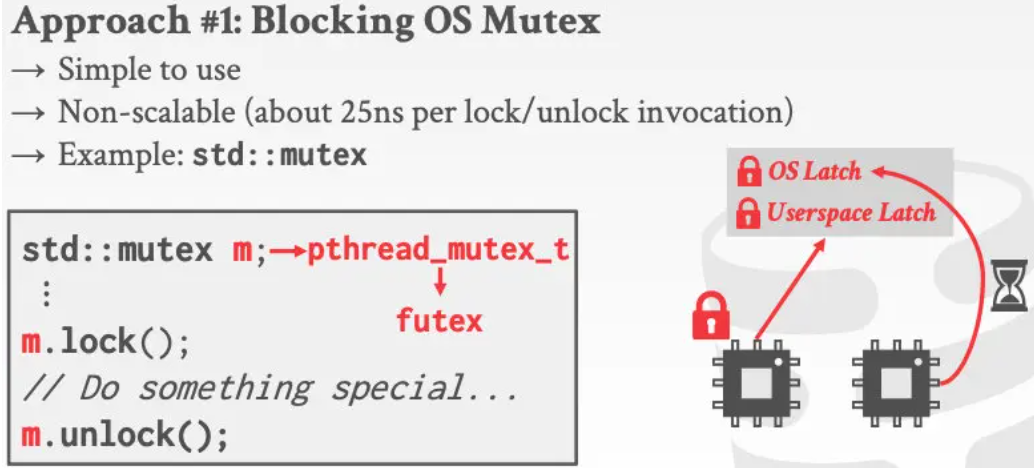 Approach #1: Blocking OS Mutex
→ Simple to use
→ Non-scalable (about 25ns per lock/unlock invocation)
→ Example: std::mutex
std::mutex m;→pthread_mutex_t
⋮
futex
m.lock();
// Do something special...
m.unlock();
OS Latch
Userspace Latch